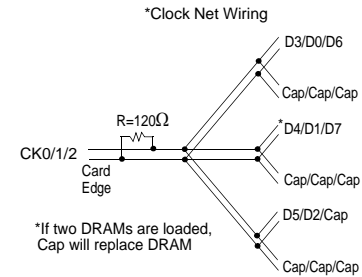 *Clock Net Wiring
D3/D0/D6
Cap/Cap/Cap
R=120Ω
*D4/D1/D7
CK0/1/2
Card
Edge
Cap/Cap/Cap
D5/D2/Cap
*If two DRAMs are loaded,
Cap will replace DRAM
Cap/Cap/Cap